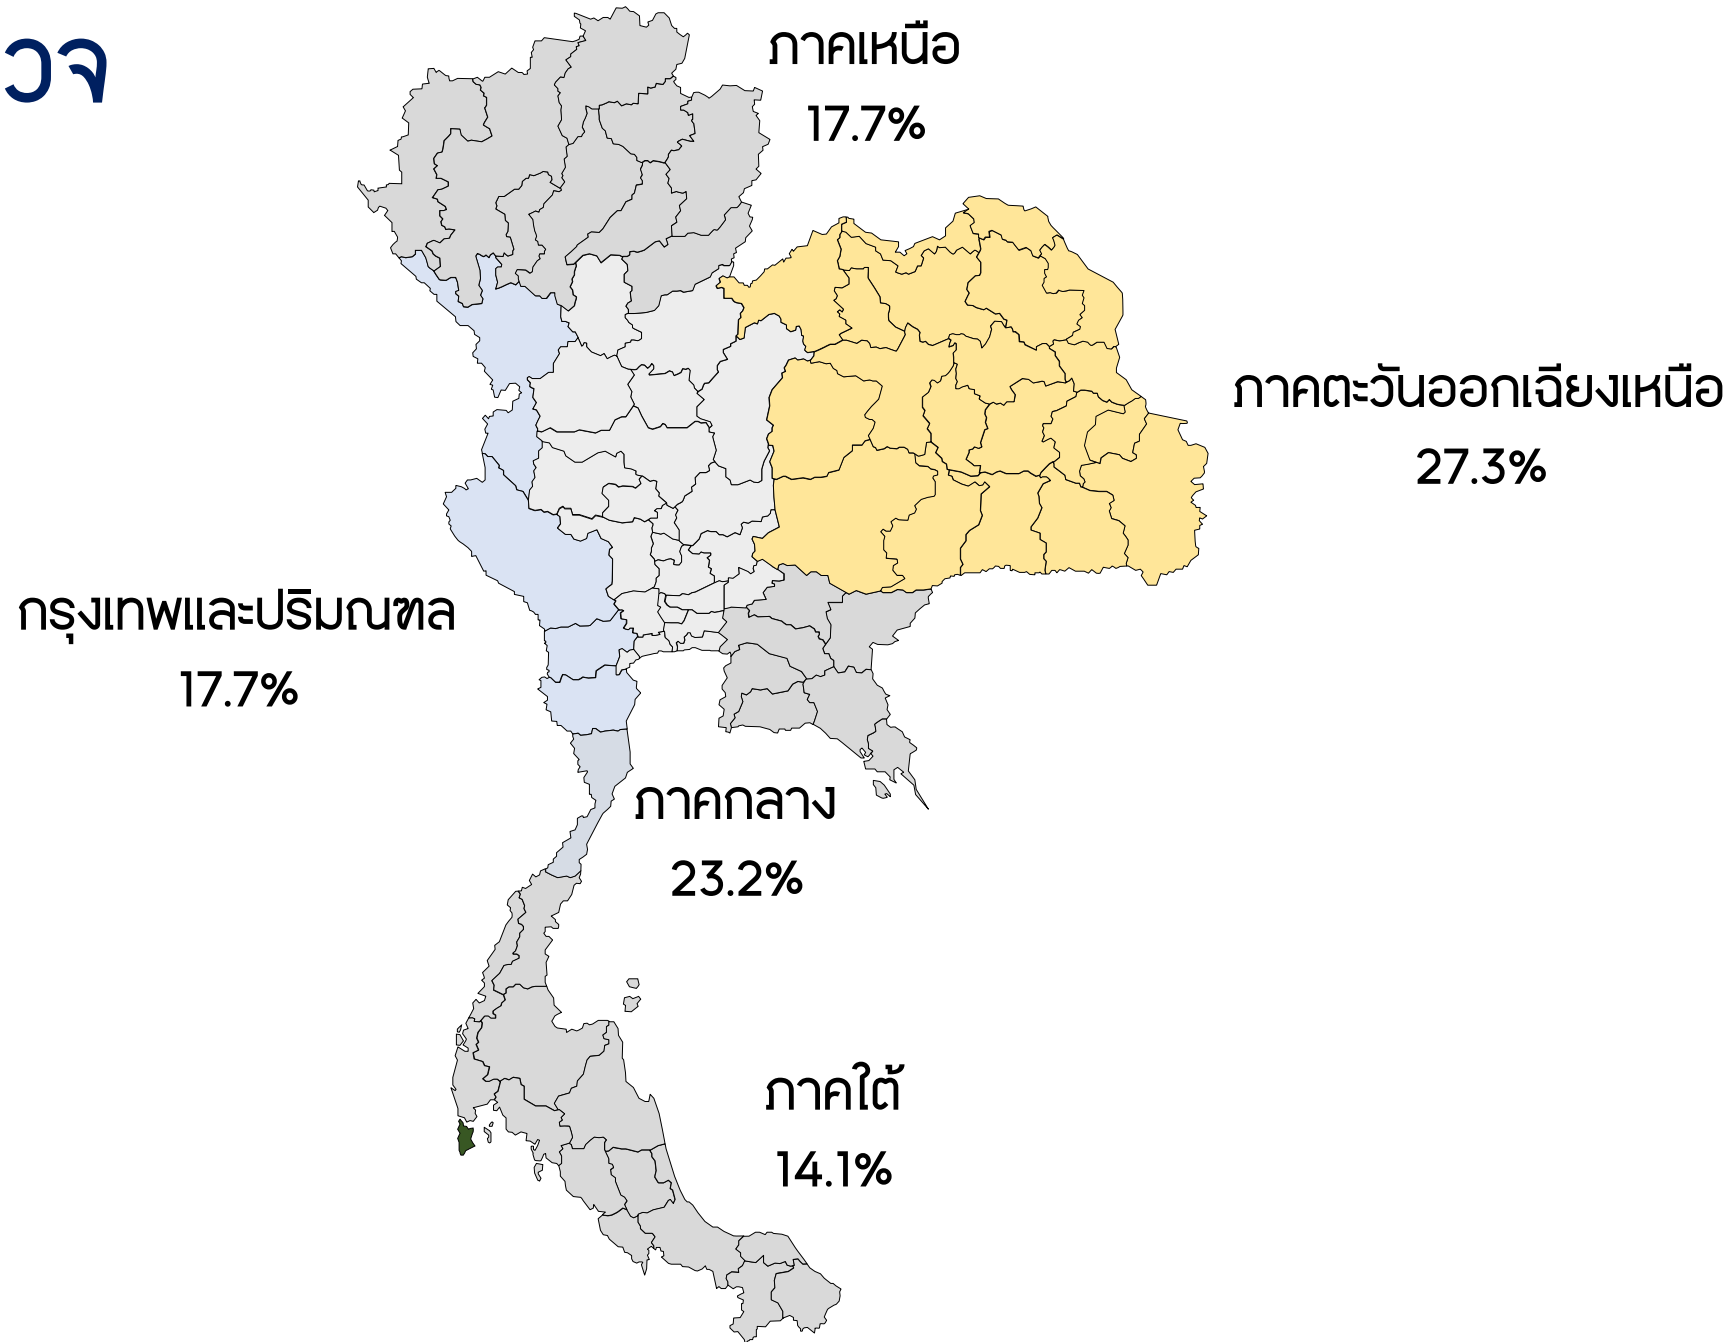 วจ
ภาคเหนือ
17.7%
ภาคตะวันออกเฉียงเหนือ
27.3%
กรุงเทพและปริมณฑล
17.7%
ภาคกลาง
23.2%
ภาคใต้
14.1%